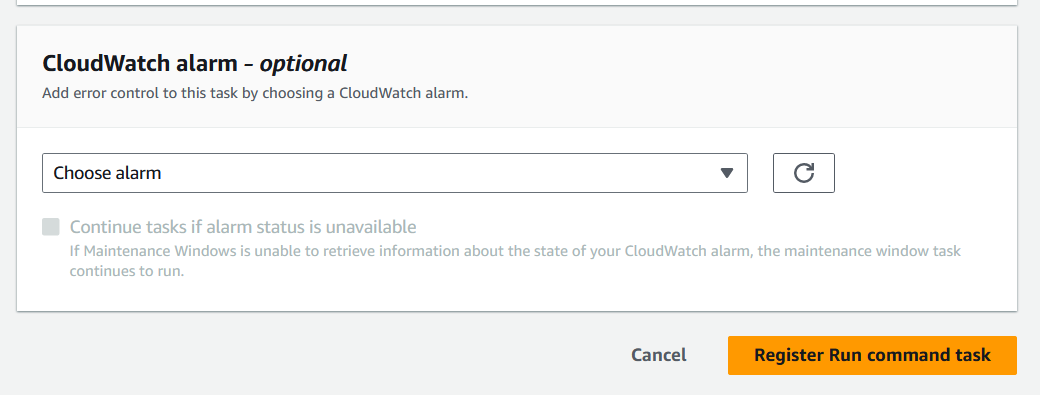 CloudWatch alarm – optional
Add error control to this task by choosing a CloudWatch alarm.
Choose alarm
Continue tasks if alarm status is unavailable
If Maintenance Windows is unable to retrieve information about the state of your CloudWatch alarm, the maintenance window task
continues to run.
Cancel
Register Run command task